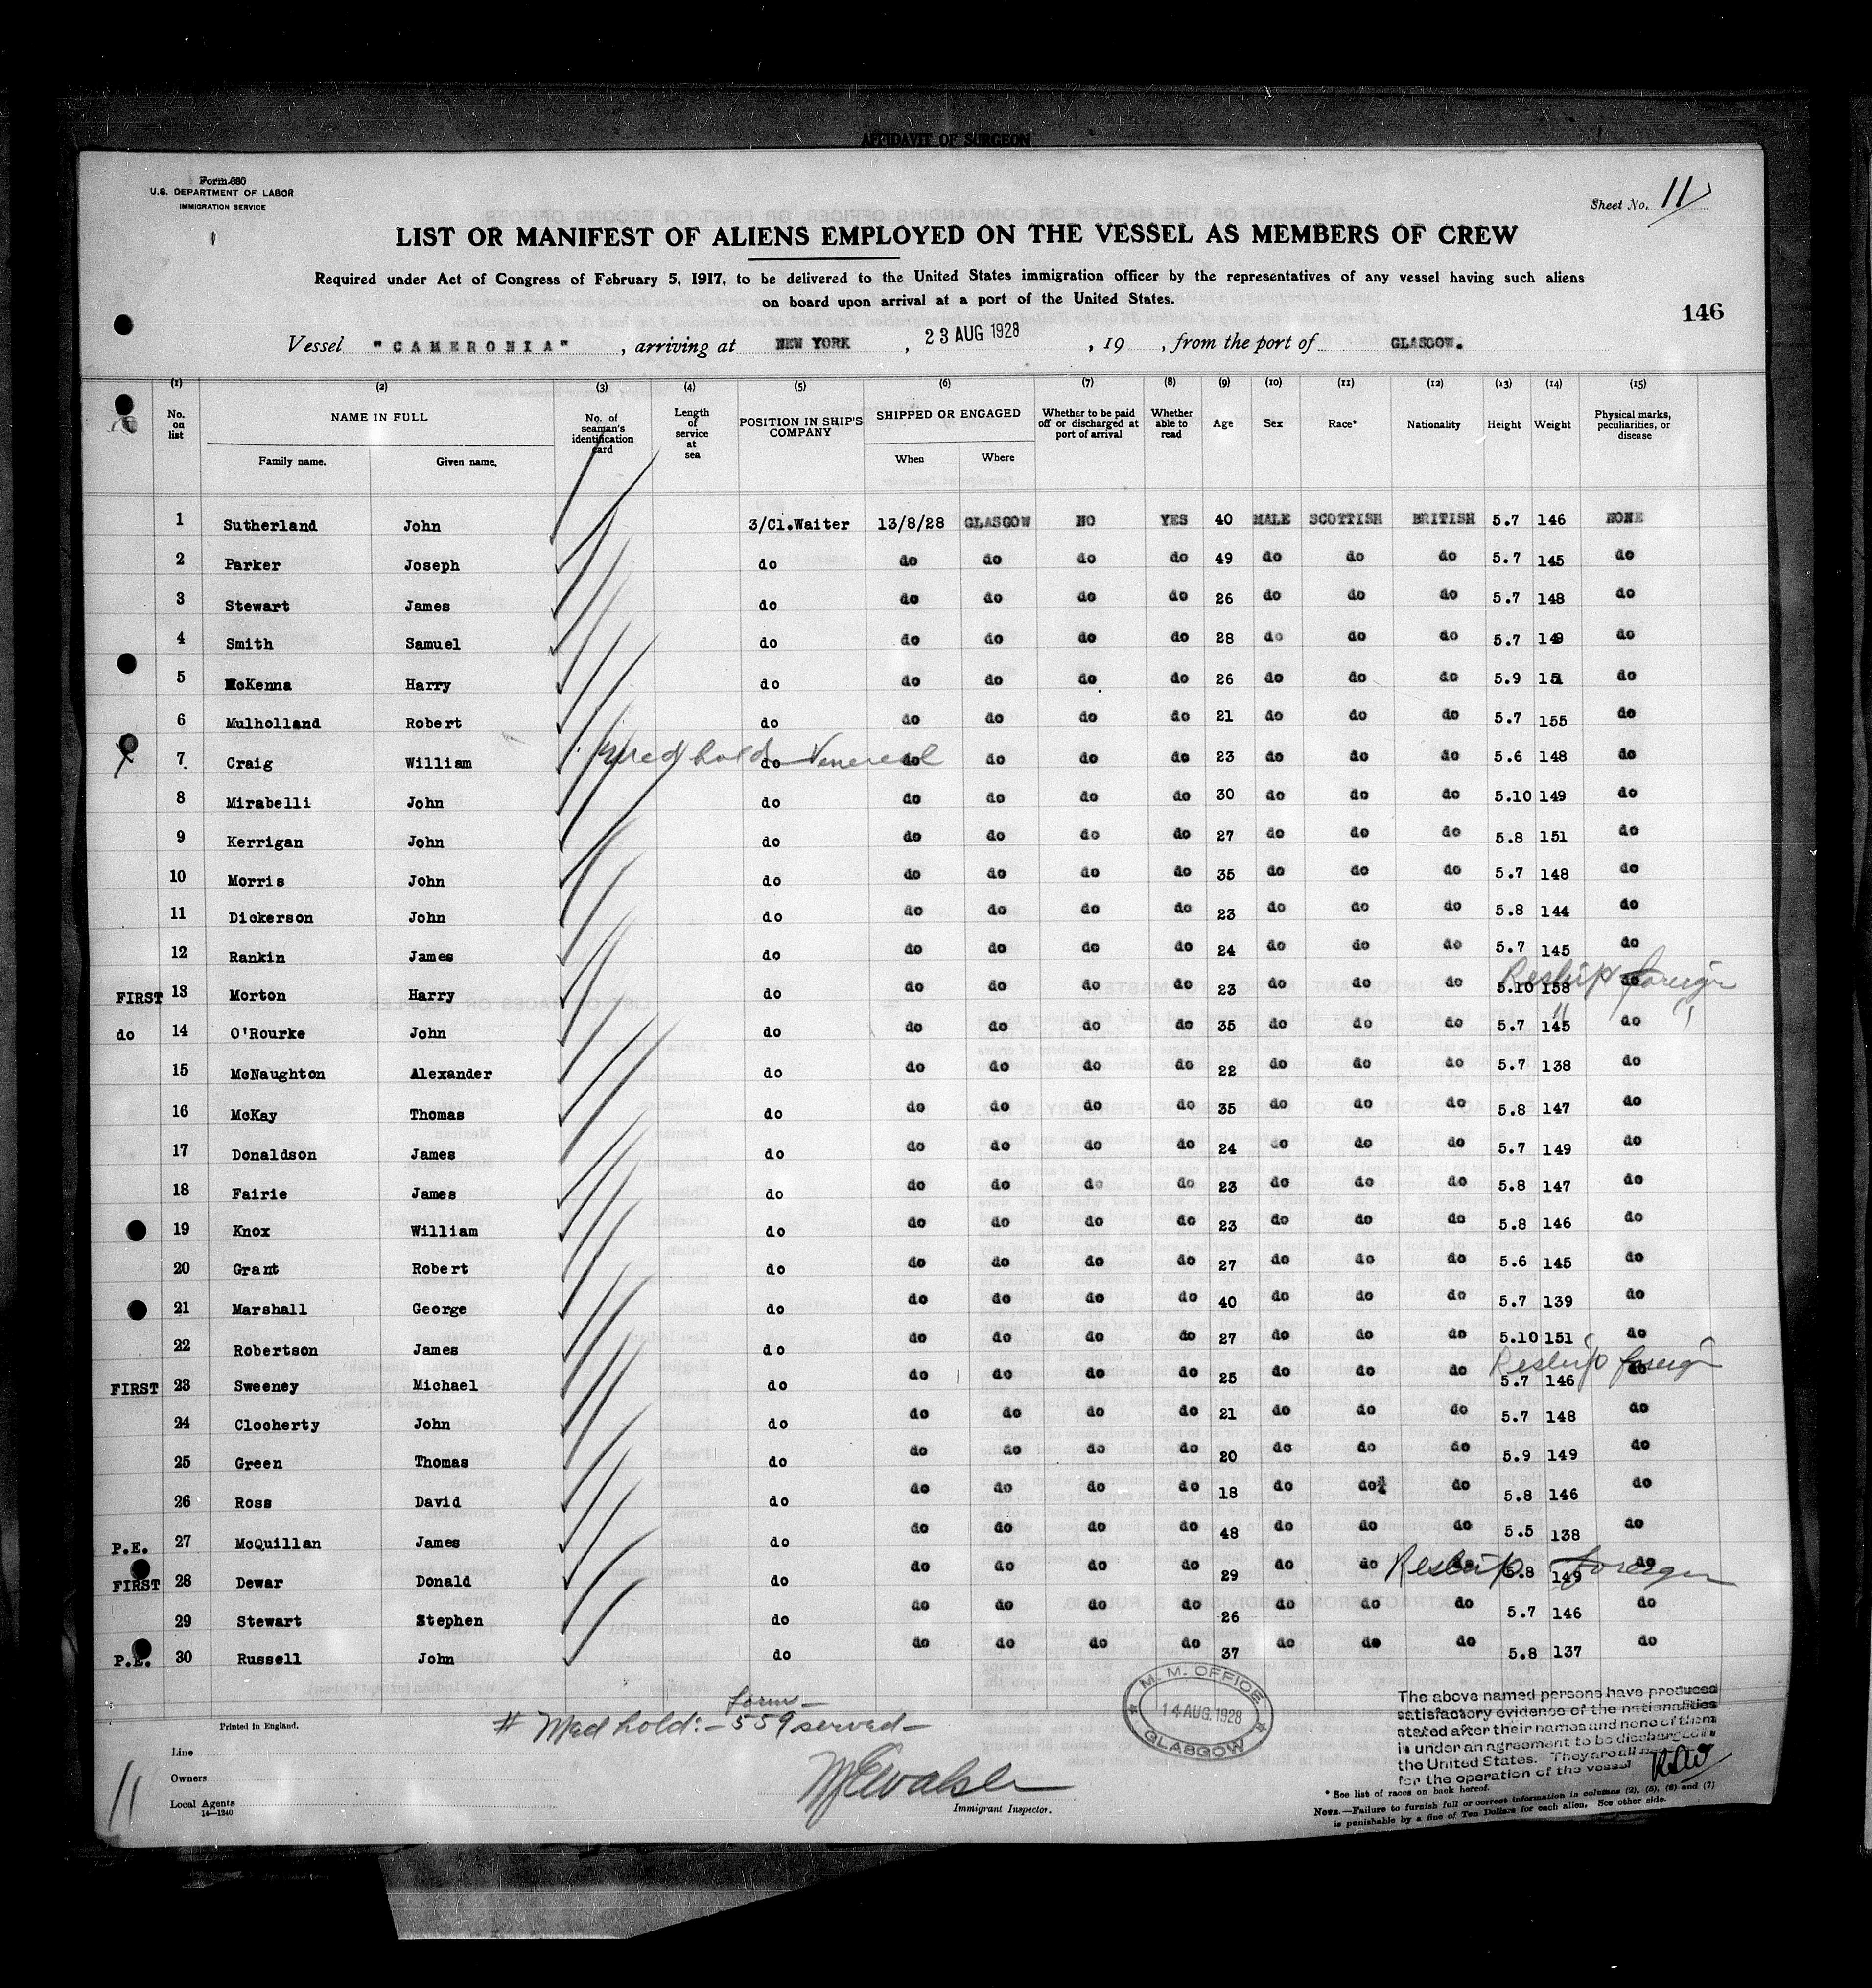 AFFIDAVIT OF SURGEON
Form 680
U.S. DEPARTMENT OF LABOR
IMMIGRATION SERVICE
Sheet No. 11
LIST OR MANIFEST OF ALIENS EMPLOYED ON THE VESSEL AS MEMBERS OF CREW
Required under Act of Congress of February 5, 1917, to be delivered to the United States immigration officer by the representatives of any vessel having such aliens
on board upon arrival at a port of the United States.
146
Vessel "CAMERONIA", arriving at NEW YORK, 23 AUG 1928, 19 , from the port of GLASGOW.
(1) (2) (3) (4) (5) (6) (7) (8) (9) (10) (11) (12) (13) (14) (15)
No. on list NAME IN FULL Family name. Given name. No. of seaman's identification card Length of service at sea POSITION IN SHIP'S COMPANY SHIPPED OR ENGAGED When Where Whether to be paid off or discharged at port of arrival Whether able to read Age Sex Race* Nationality Height Weight Physical marks, peculiarities, or disease
1 Sutherland John 3/Cl.Waiter 13/8/28 GLASGOW NO YES 40 MALE SCOTTISH BRITISH 5.7 146 NONE
2 Parker Joseph do do do do do 49 do do do 5.7 145 do
3 Stewart James do do do do do 26 do do do 5.7 148 do
4 Smith Samuel do do do do do 28 do do do 5.7 149 do
5 McKenna Harry do do do do do 26 do do do 5.9 do
6 Mulholland Robert do do do do do 21 do do do 5.7 155 do
7 Craig William Med hold Venereal do do do do do 23 do do do 5.6 148 do
8 Mirabelli John do do do do do 30 do do do 5.10 149 do
9 Kerrigan John do do do do do 27 do do do 5.8 151 do
10 Morris John do do do do do 35 do do do 5.7 148 do
11 Dickerson John do do do do do 23 do do do 5.8 144 do
12 Rankin James do do do do do 24 do do do 5.7 145 do
FIRST 13 Morton Harry do do do do do 23 do do do 5.10 158 do Reship foreign
do 14 O'Rourke John do do do do do 35 do do do 5.7 145 do " "
15 McNaughton Alexander do do do do do 22 do do do 5.7 138 do
16 McKay Thomas do do do do do 35 do do do 5.8 147 do
17 Donaldson James do do do do do 24 do do do 5.7 149 do
18 Fairie James do do do do do 23 do do do 5.8 147 do
19 Knox William do do do do do 23 do do do 5.8 146 do
20 Grant Robert do do do do do 27 do do do 5.6 145 do
21 Marshall George do do do do do 40 do do do 5.7 139 do
22 Robertson James do do do do do 27 do do do 5.10 151 do
FIRST 23 Sweeney Michael do do do do do 25 do do do 5.7 146 do Reship foreign
24 Clocherty John do do do do do 21 do do do 5.7 148 do
25 Green Thomas do do do do do 20 do do do 5.9 149 do
26 Ross David do do do do do 18 do do do 5.8 146 do
P.E. 27 McQuillan James do do do do do 48 do do do 5.5 138 do
FIRST 28 Dewar Donald do do do do do 29 do do do 5.8 149 do Reship foreign
29 Stewart Stephen do do do do do 26 do do do 5.7 146 do
P.E. 30 Russell John do do do do do 37 do do do 5.8 137 do
Printed in England.
# Med hold:- form 559 served-
M. M. OFFICE
14 AUG. 1928
GLASGOW
The above named persons have produced
satisfactory evidence of the nationalities
stated after their names and none of them
is under an agreement to be discharged in
the United States. They are all
for the operation of the vessel
Line
Owners
Local Agents
14—1240
11
Immigrant Inspector.
* See list of races on back hereof.
NOTE.—Failure to furnish full or correct information in columns (2), (5), (6) and (7)
is punishable by a fine of Ten Dollars for each alien. See other side.